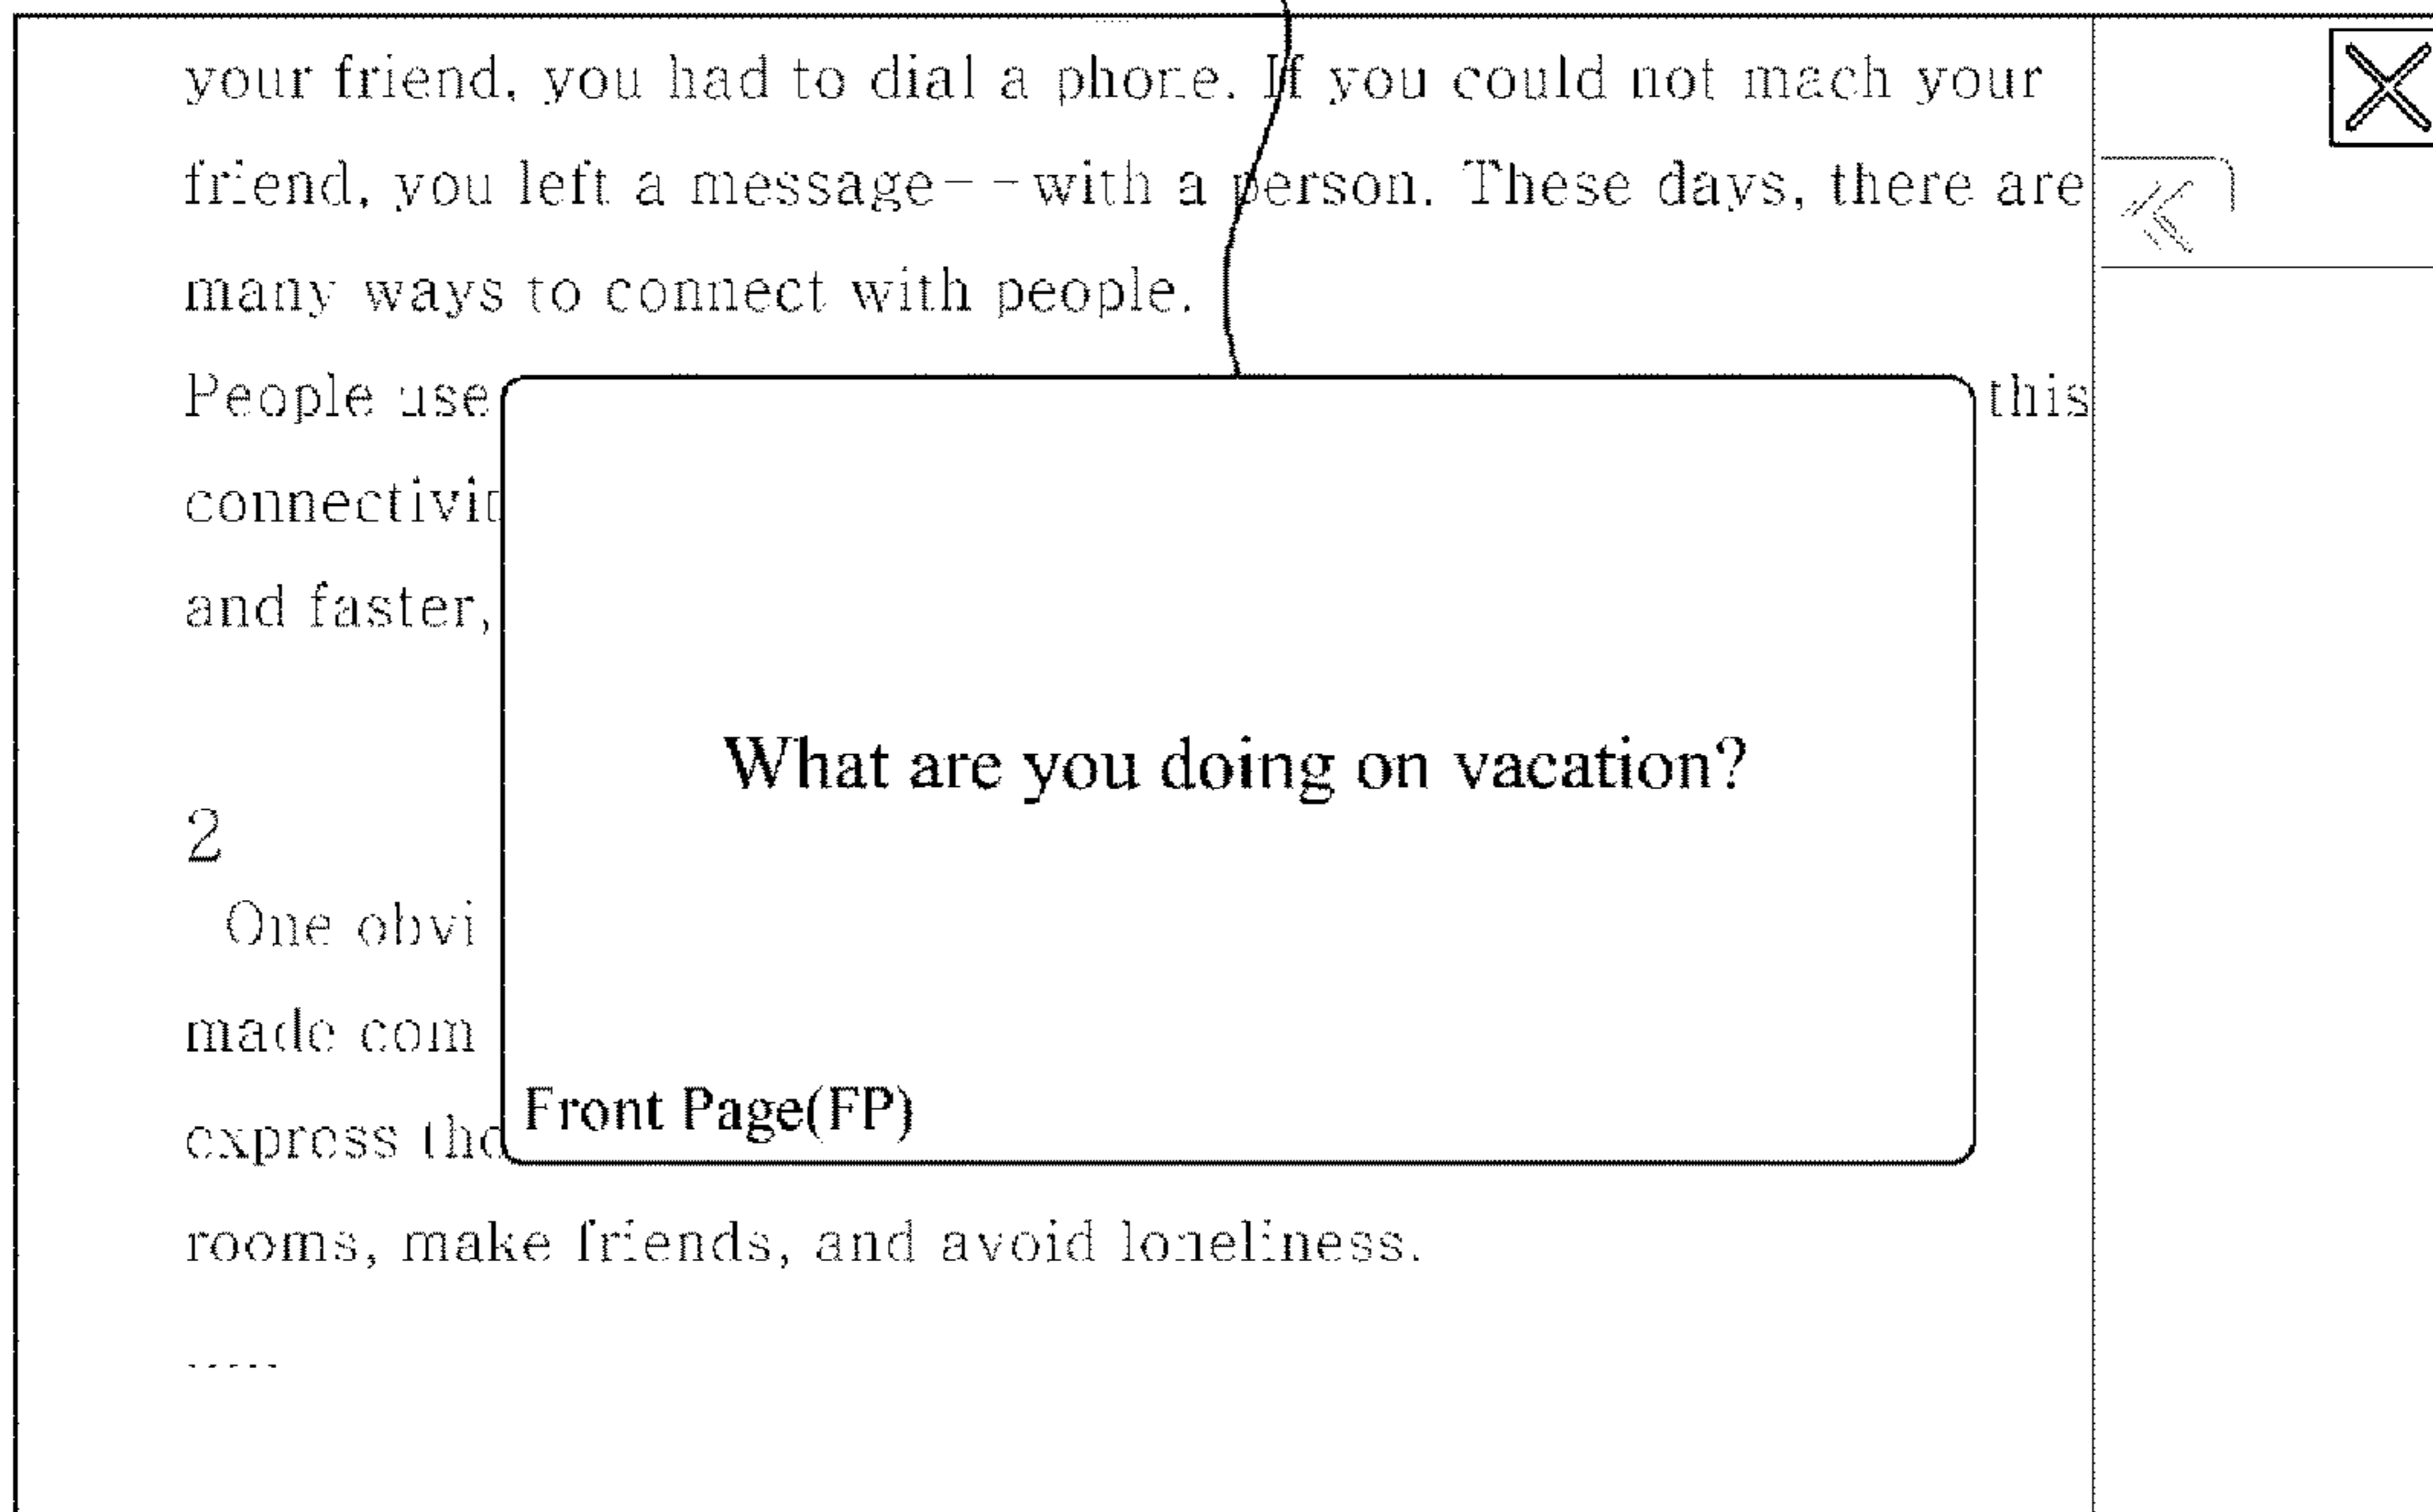 your friend, you had to dial a phone. If you could not mach your
friend, you left a message--with a person. These days, there are
many ways to connect with people.
People use this
connectivit
and faster,
What are you doing on vacation?
2
One obvi
made com
Front Page(FP)
express the
rooms, make friends, and avoid loneliness.